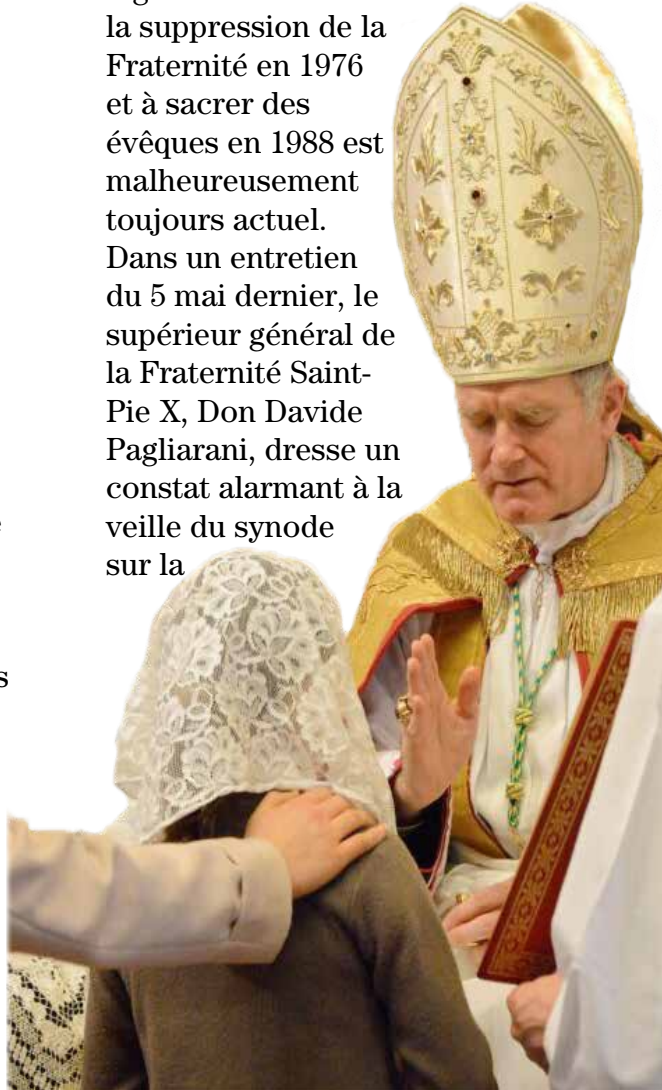 la suppression de la
Fraternité en 1976
et à sacrer des
évêques en 1988 est
malheureusement
toujours actuel.
Dans un entretien
du 5 mai dernier, le
supérieur général de
la Fraternité Saint-
Pie X, Don Davide
Pagliarani, dresse un
constat alarmant à la
veille du synode
sur la